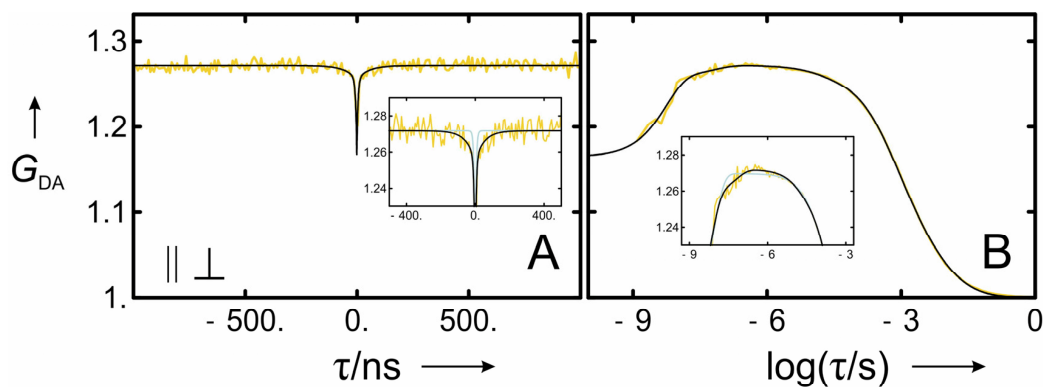 1.3
1.2
1.1
1.
G_DA
- 500. 0. 500.
τ/ns
1.28
1.26
1.24
- 400. 0. 400.
|| ⊥
A
1.28
1.26
1.24
- 9 - 6 - 3
B
- 9 - 6 - 3 0
log(τ/s)